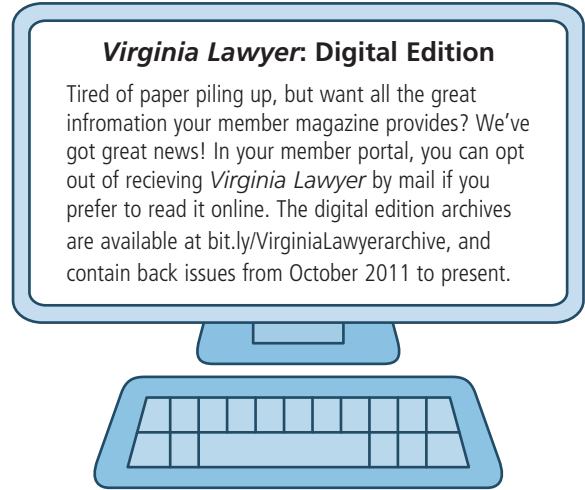 Virginia Lawyer: Digital Edition
Tired of paper piling up, but want all the great
infromation your member magazine provides? We’ve
got great news! In your member portal, you can opt
out of recieving Virginia Lawyer by mail if you
prefer to read it online. The digital edition archives
are available at bit.ly/VirginiaLawyerarchive, and
contain back issues from October 2011 to present.